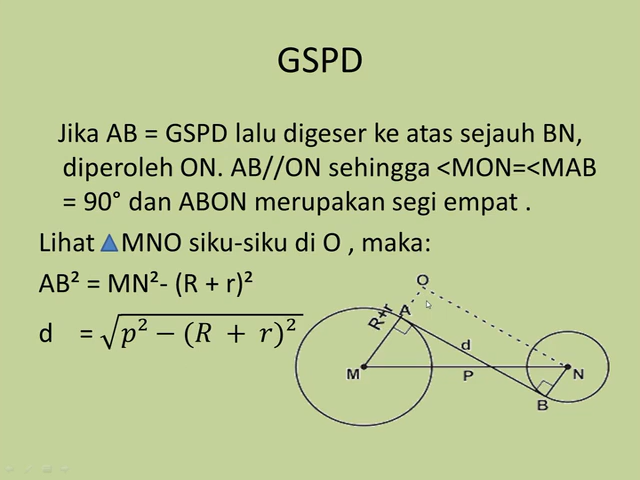 GSPD
Jika AB = GSPD lalu digeser ke atas sejauh BN,
diperoleh ON. AB//ON sehingga <MON=<MAB
= 90° dan ABON merupakan segi empat .
Lihat MNO siku-siku di O , maka:
AB² = MN²- (R + r)²
d = √p² − (R + r)²
O
A
R+r
d
M
P
N
B